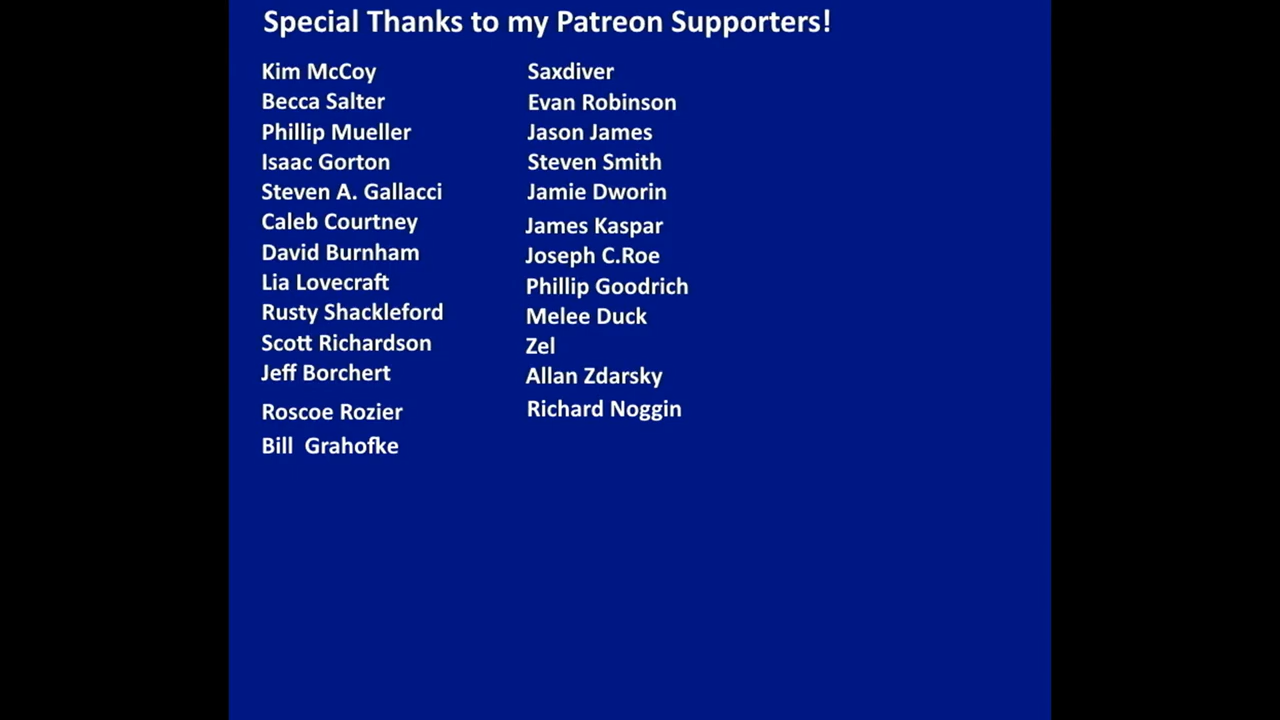 Special Thanks to my Patreon Supporters!
Kim McCoy
Becca Salter
Phillip Mueller
Isaac Gorton
Steven A. Gallacci
Caleb Courtney
David Burnham
Lia Lovecraft
Rusty Shackleford
Scott Richardson
Jeff Borchert
Roscoe Rozier
Bill  Grahofke
Saxdiver
Evan Robinson
Jason James
Steven Smith
Jamie Dworin
James Kaspar
Joseph C.Roe
Phillip Goodrich
Melee Duck
Zel
Allan Zdarsky
Richard Noggin